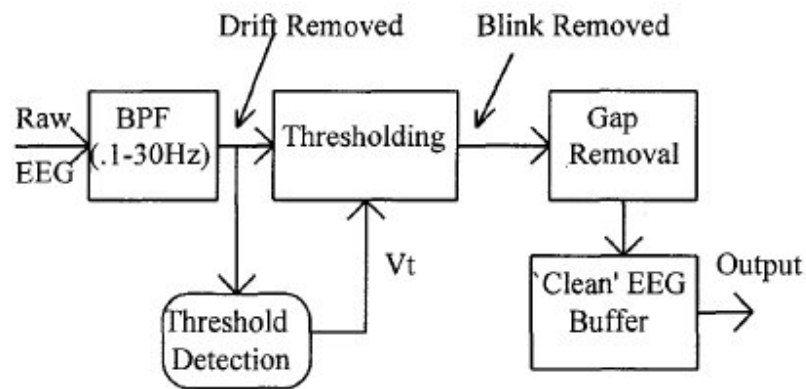 Drift Removed
Blink Removed
Raw
EEG
BPF
(.1-30Hz)
Thresholding
Gap
Removal
Vt
Threshold
Detection
`Clean' EEG
Buffer
Output